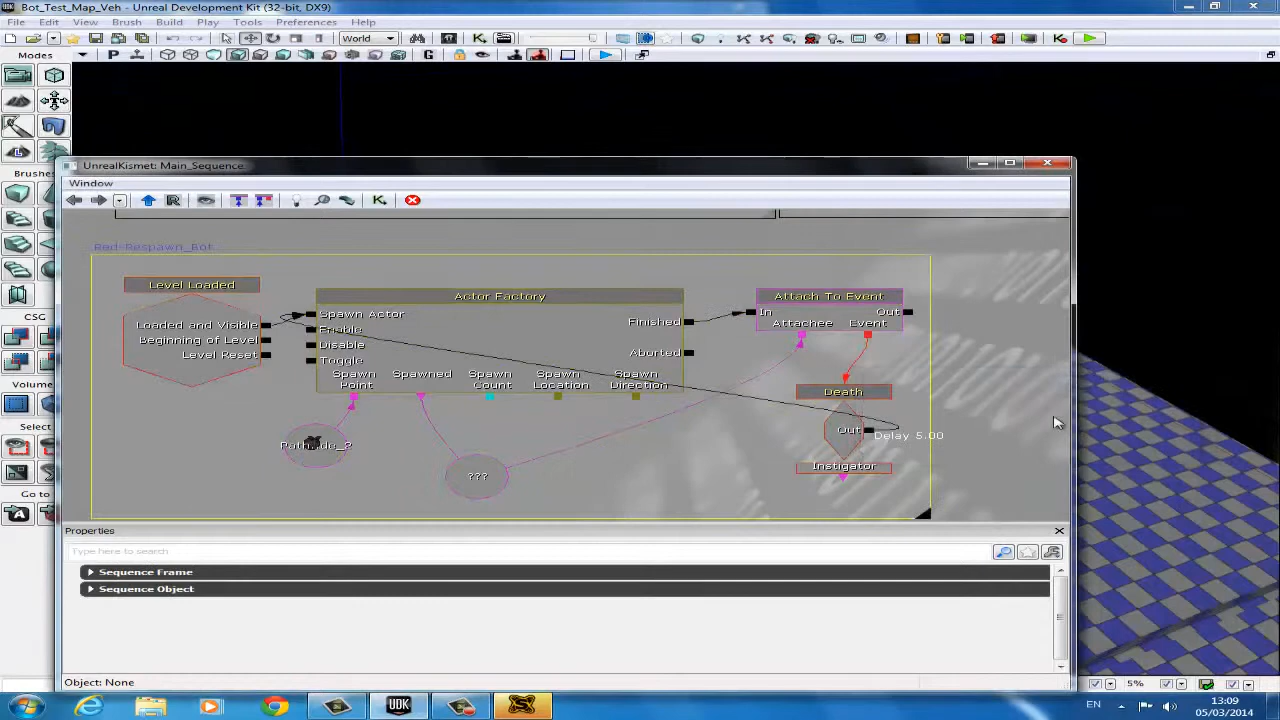 Bot_Test_Map_Veh - Unreal Development Kit (32-bit, DX9)
File Edit View Brush Build Play Tools Preferences Help
World
Modes
P G
Brushes
CSG
Volume
Go to
UnrealKismet: Main_Sequence
Window
Red=Respawn_Bot
Level Loaded
Loaded and Visible
Beginning of Level
Level Reset
Actor Factory
Spawn Actor
Enable
Disable
Toggle
Finished
Aborted
Spawn Point
Spawned
Spawn Count
Spawn Location
Spawn Direction
Attach To Event
In Out
Attachee Event
Death
Out
Delay 5.00
Instigator
???
Properties
Type here to search
Sequence Frame
Sequence Object
Object: None
5%
UDK
EN
13:09
05/03/2014